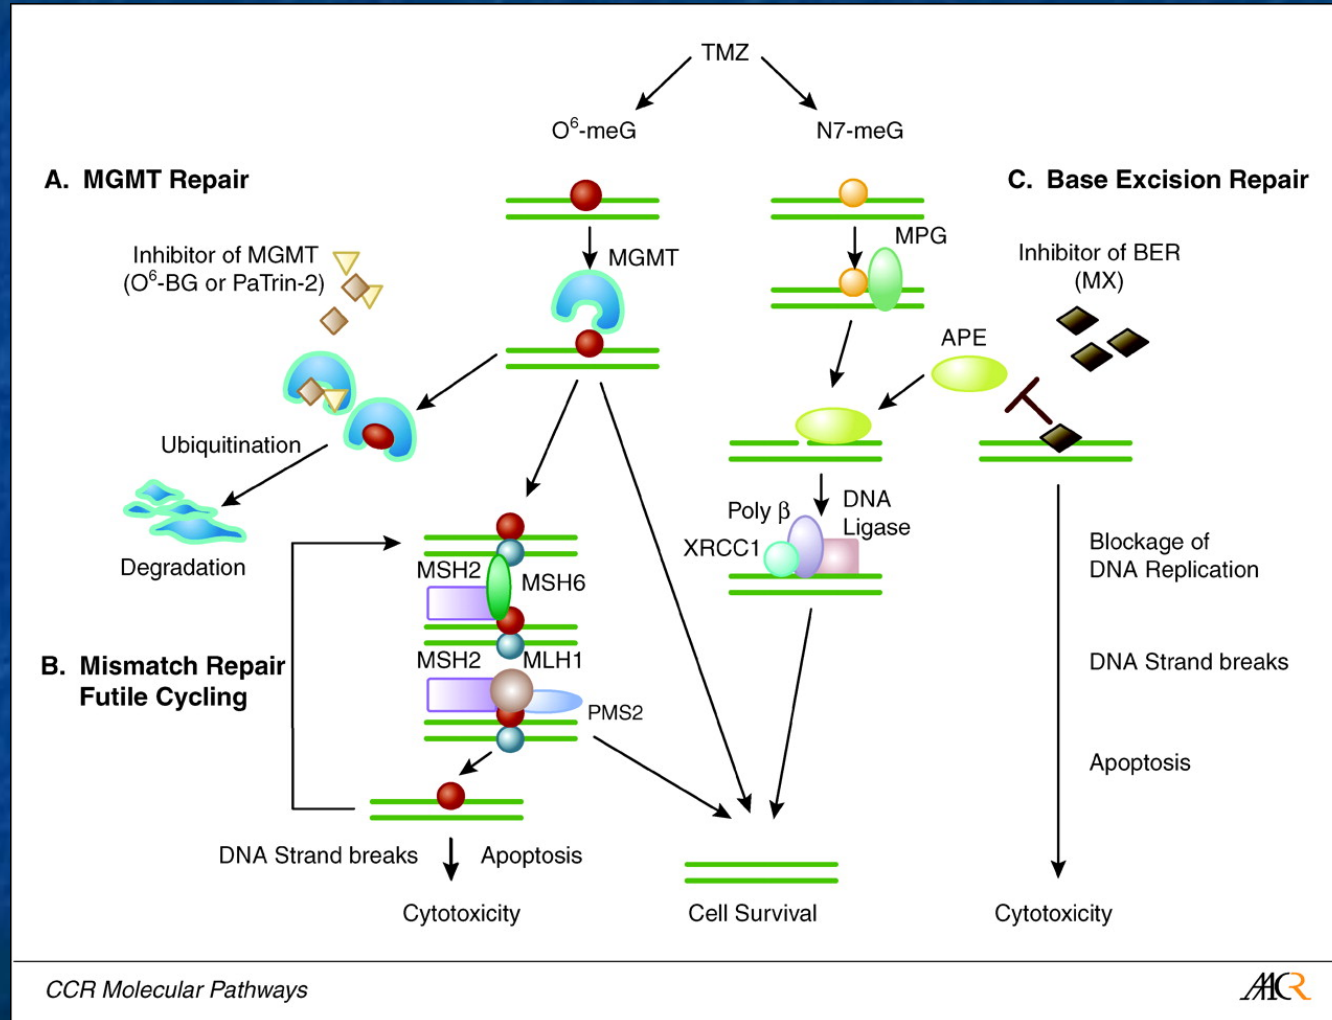 TMZ
O⁶-meG
N7-meG
A. MGMT Repair
C. Base Excision Repair
Inhibitor of MGMT
(O⁶-BG or PaTrin-2)
MGMT
MPG
Inhibitor of BER
(MX)
APE
Ubiquitination
Degradation
Poly β
DNA
Ligase
XRCC1
MSH2
MSH6
Blockage of
DNA Replication
B. Mismatch Repair
Futile Cycling
MSH2
MLH1
PMS2
DNA Strand breaks
Apoptosis
DNA Strand breaks
Apoptosis
Cytotoxicity
Cell Survival
Cytotoxicity
CCR Molecular Pathways
AACR